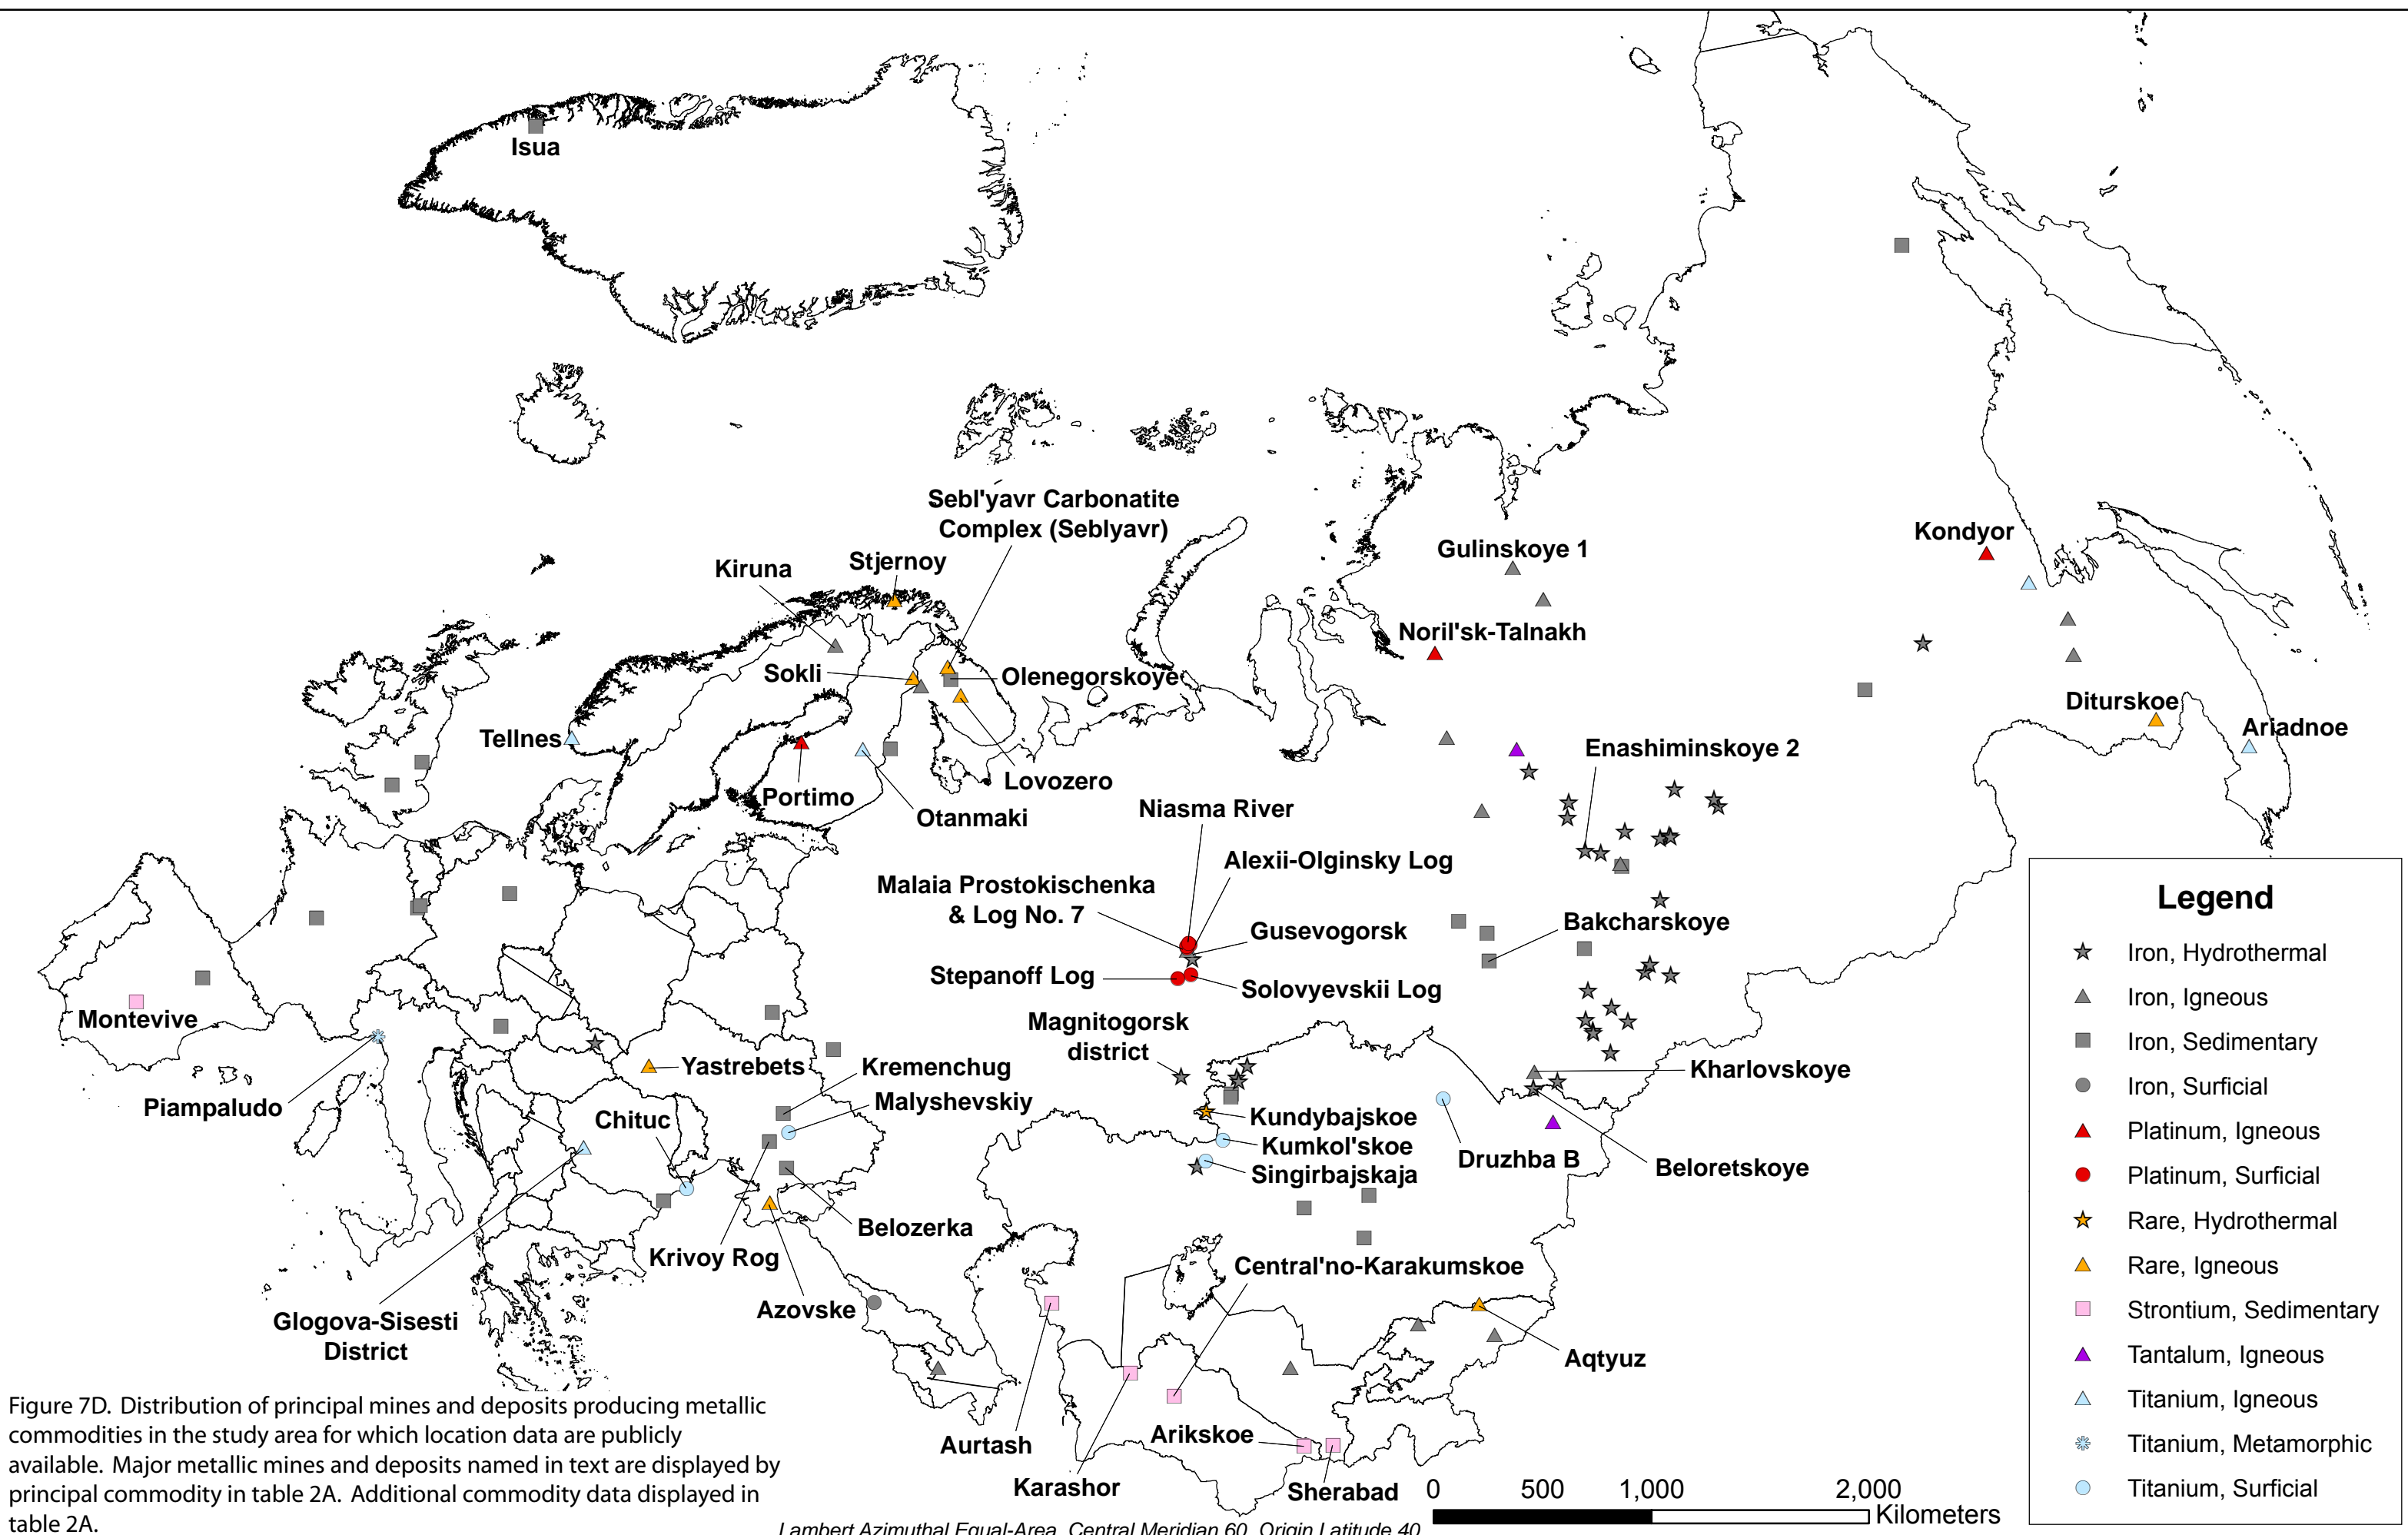 Isua
Sebl'yavr Carbonatite
Complex (Seblyavr)
Kiruna
Stjernoy
Gulinskoye 1
Kondyor
Noril'sk-Talnakh
Sokli
Olenegorskoye
Tellnes
Lovozero
Portimo
Otanmaki
Diturskoe
Ariadnoe
Enashiminskoye 2
Niasma River
Alexii-Olginsky Log
Malaia Prostokischenka
& Log No. 7
Gusevogorsk
Bakcharskoye
Stepanoff Log
Solovyevskii Log
Montevive
Magnitogorsk
district
Yastrebets
Kremenchug
Kharlovskoye
Piampaludo
Chituc
Malyshevskiy
Kundybajskoe
Kumkol'skoe
Singirbajskaja
Druzhba B
Beloretskoye
Belozerka
Krivoy Rog
Central'no-Karakumskoe
Azovske
Glogova-Sisesti
District
Aqtyuz
Aurtash
Arikskoe
Karashor
Sherabad
Legend
Iron, Hydrothermal
Iron, Igneous
Iron, Sedimentary
Iron, Surficial
Platinum, Igneous
Platinum, Surficial
Rare, Hydrothermal
Rare, Igneous
Strontium, Sedimentary
Tantalum, Igneous
Titanium, Igneous
Titanium, Metamorphic
Titanium, Surficial
0 500 1,000 2,000
Kilometers
Figure 7D. Distribution of principal mines and deposits producing metallic
commodities in the study area for which location data are publicly
available. Major metallic mines and deposits named in text are displayed by
principal commodity in table 2A. Additional commodity data displayed in
table 2A.
Lambert Azimuthal Equal-Area, Central Meridian 60, Origin Latitude 40